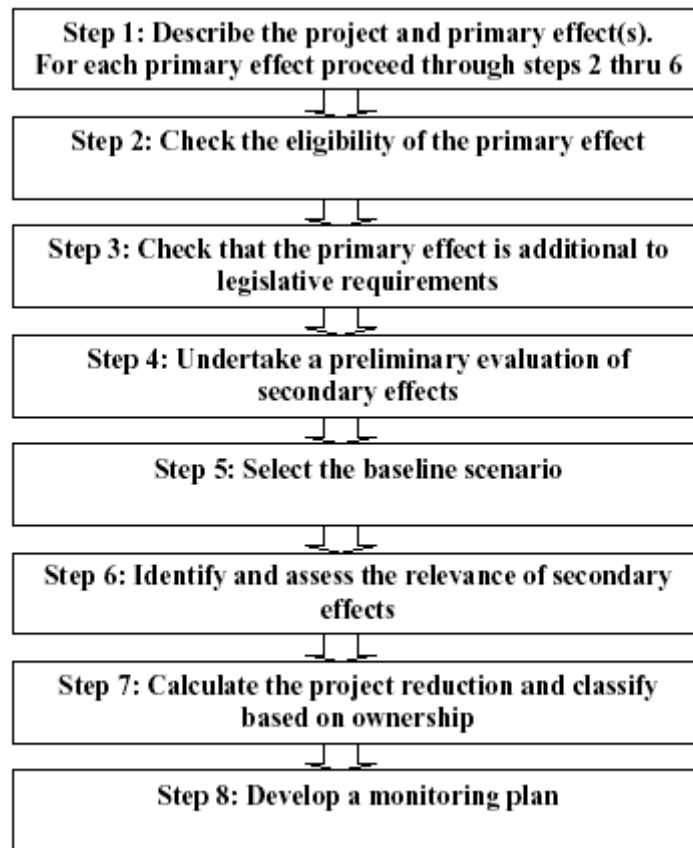 Step 1: Describe the project and primary effect(s).
For each primary effect proceed through steps 2 thru 6
Step 2: Check the eligibility of the primary effect
Step 3: Check that the primary effect is additional to
legislative requirements
Step 4: Undertake a preliminary evaluation of
secondary effects
Step 5: Select the baseline scenario
Step 6: Identify and assess the relevance of secondary
effects
Step 7: Calculate the project reduction and classify
based on ownership
Step 8: Develop a monitoring plan